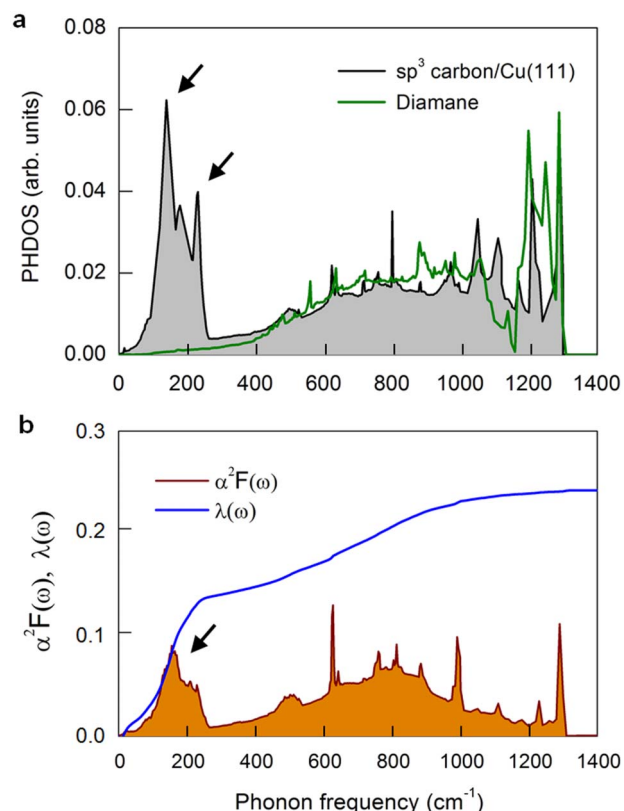 a
0.08
sp³ carbon/Cu(111)
Diamane
0.06
0.04
0.02
0.00
PHDOS (arb. units)
0 200 400 600 800 1000 1200 1400
b
0.3
α²F(ω)
λ(ω)
0.2
0.1
0.0
α²F(ω), λ(ω)
0 200 400 600 800 1000 1200 1400
Phonon frequency (cm⁻¹)